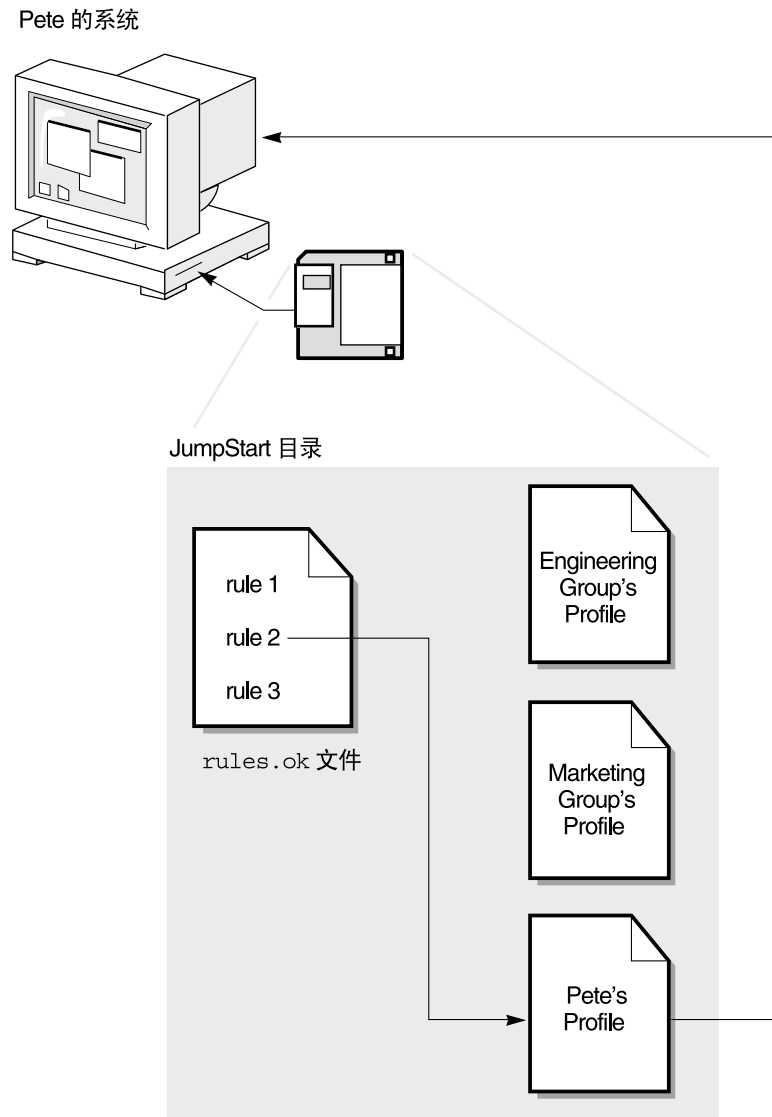 Pete 的系统
JumpStart 目录
rule 1
rule 2
rule 3
rules.ok 文件
Engineering
Group's
Profile
Marketing
Group's
Profile
Pete's
Profile